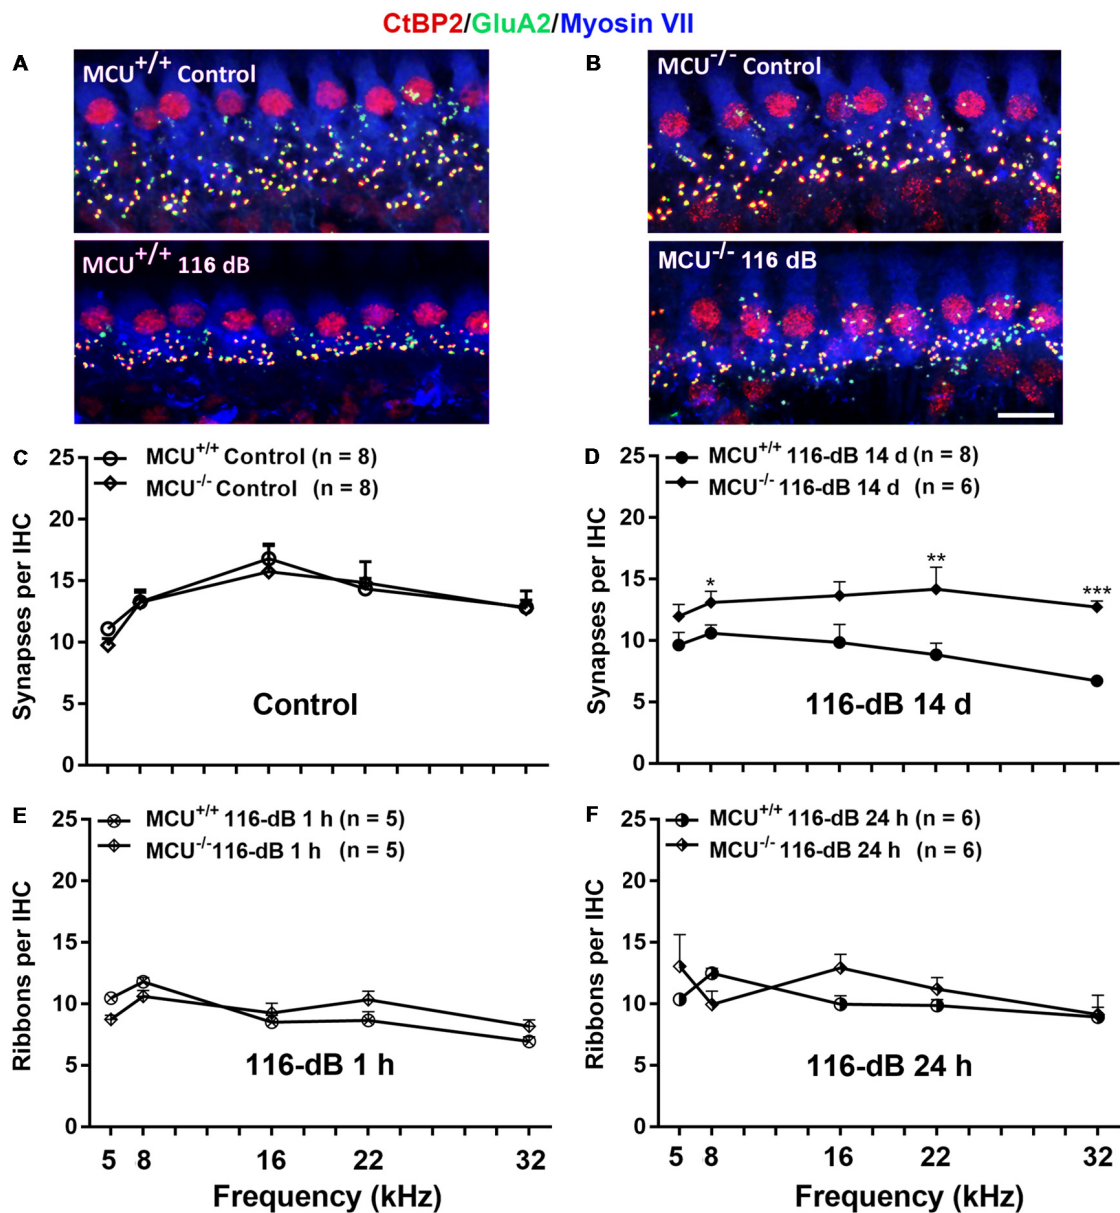 CtBP2/GluA2/Myosin VII
A
MCU+/+ Control
B
MCU-/- Control
MCU+/+ 116 dB
MCU-/- 116 dB
C
MCU+/+ Control (n = 8)
MCU-/- Control (n = 8)
Synapses per IHC
25
20
15
10
5
0
Control
D
MCU+/+ 116-dB 14 d (n = 8)
MCU-/- 116-dB 14 d (n = 6)
Synapses per IHC
25
20
15
10
5
0
*
**
***
116-dB 14 d
E
MCU+/+ 116-dB 1 h (n = 5)
MCU-/- 116-dB 1 h (n = 5)
Ribbons per IHC
25
20
15
10
5
0
116-dB 1 h
5 8 16 22 32
Frequency (kHz)
F
MCU+/+ 116-dB 24 h (n = 6)
MCU-/- 116-dB 24 h (n = 6)
Ribbons per IHC
25
20
15
10
5
0
116-dB 24 h
5 8 16 22 32
Frequency (kHz)